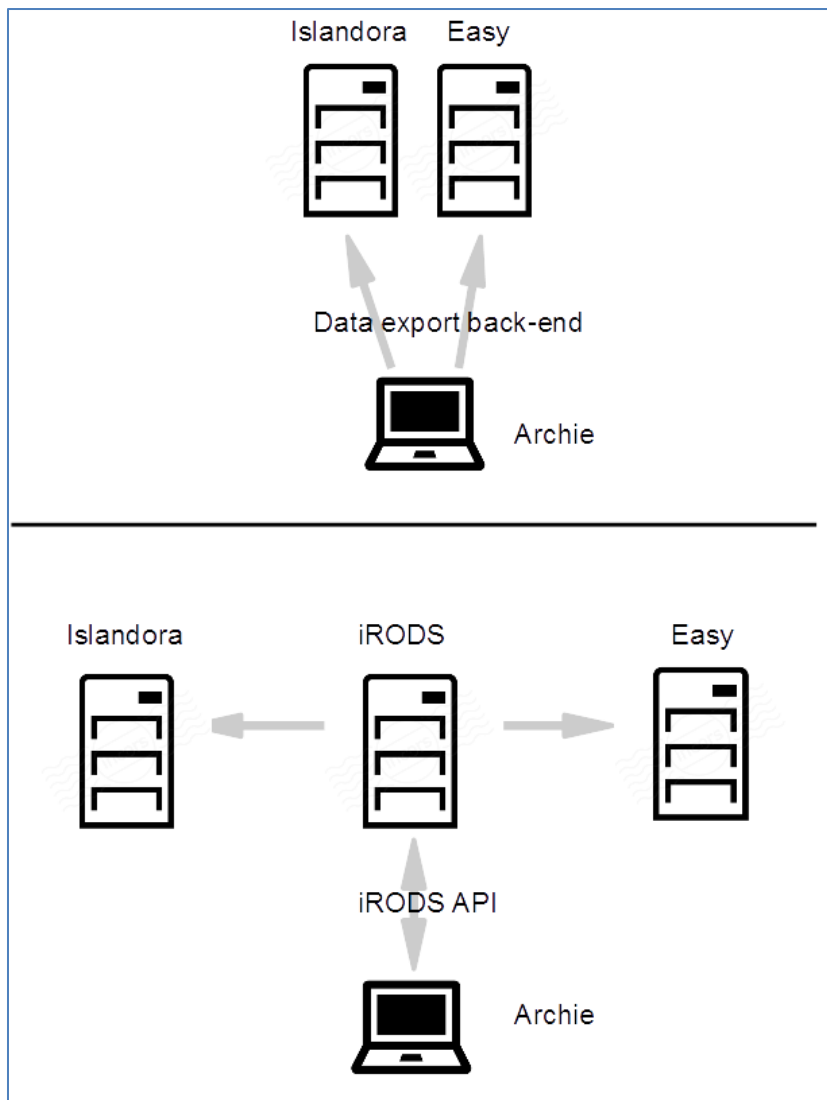 Islandora Easy
Data export back-end
Archie
Islandora iRODS Easy
iRODS API
Archie